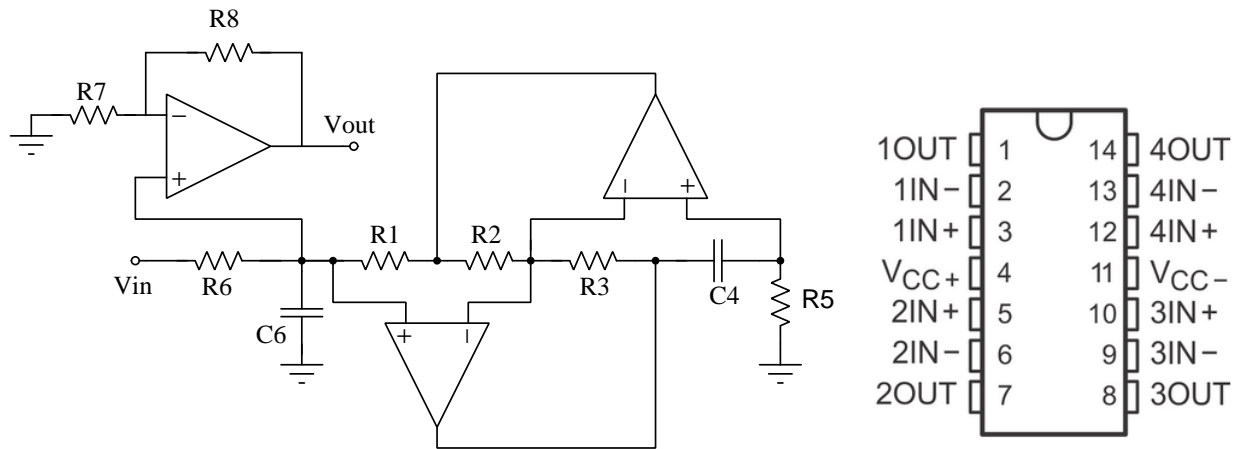 R8
R7
−
Vout
+
− +
R1 R2
Vin R6 R3 C4 R5
C6
+ −
1OUT 1 14 4OUT
1IN− 2 13 4IN−
1IN+ 3 12 4IN+
VCC+ 4 11 VCC−
2IN+ 5 10 3IN+
2IN− 6 9 3IN−
2OUT 7 8 3OUT